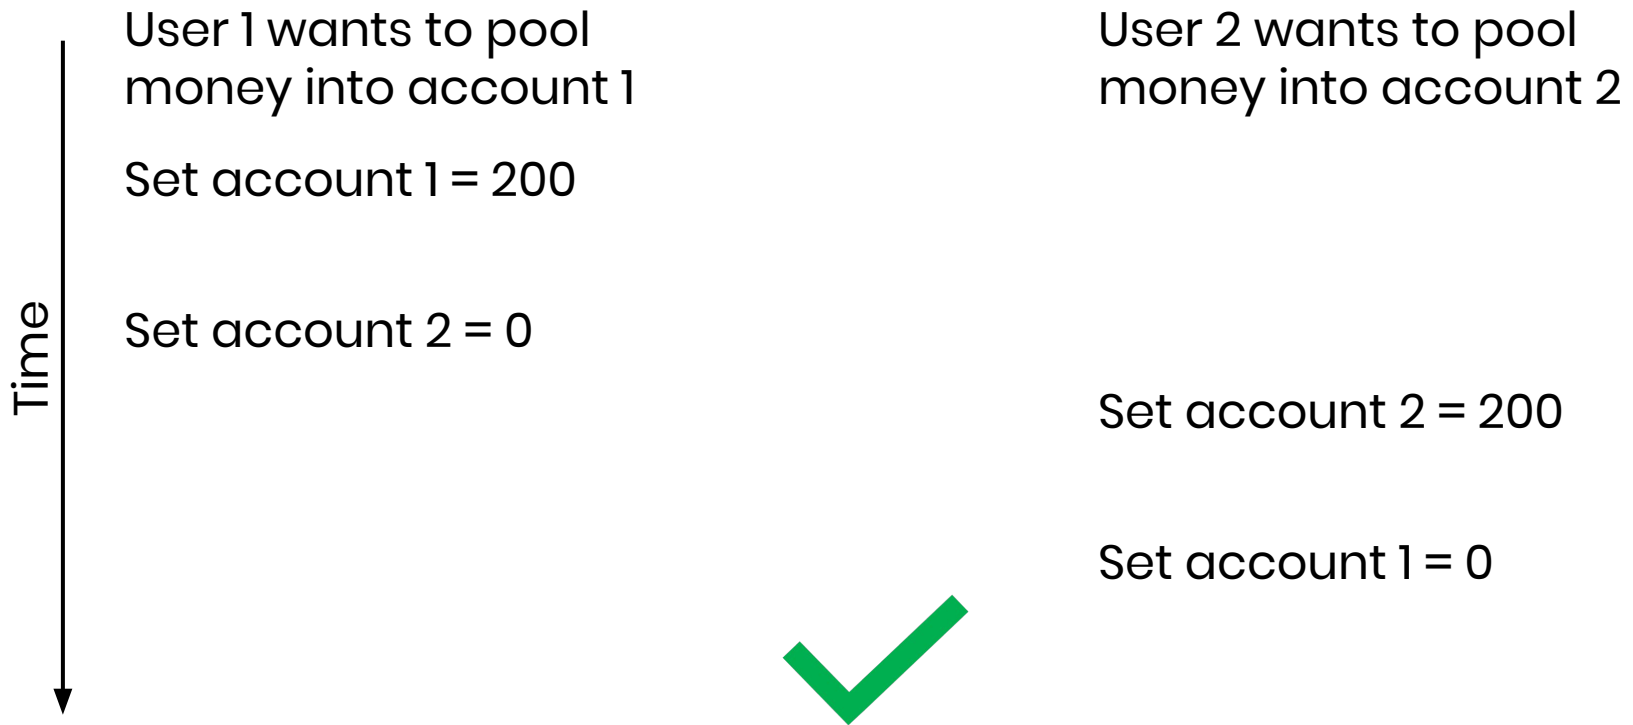 User 1 wants to pool
money into account 1
User 2 wants to pool
money into account 2
Set account 1 = 200
Time
Set account 2 = 0
Set account 2 = 200
Set account 1 = 0